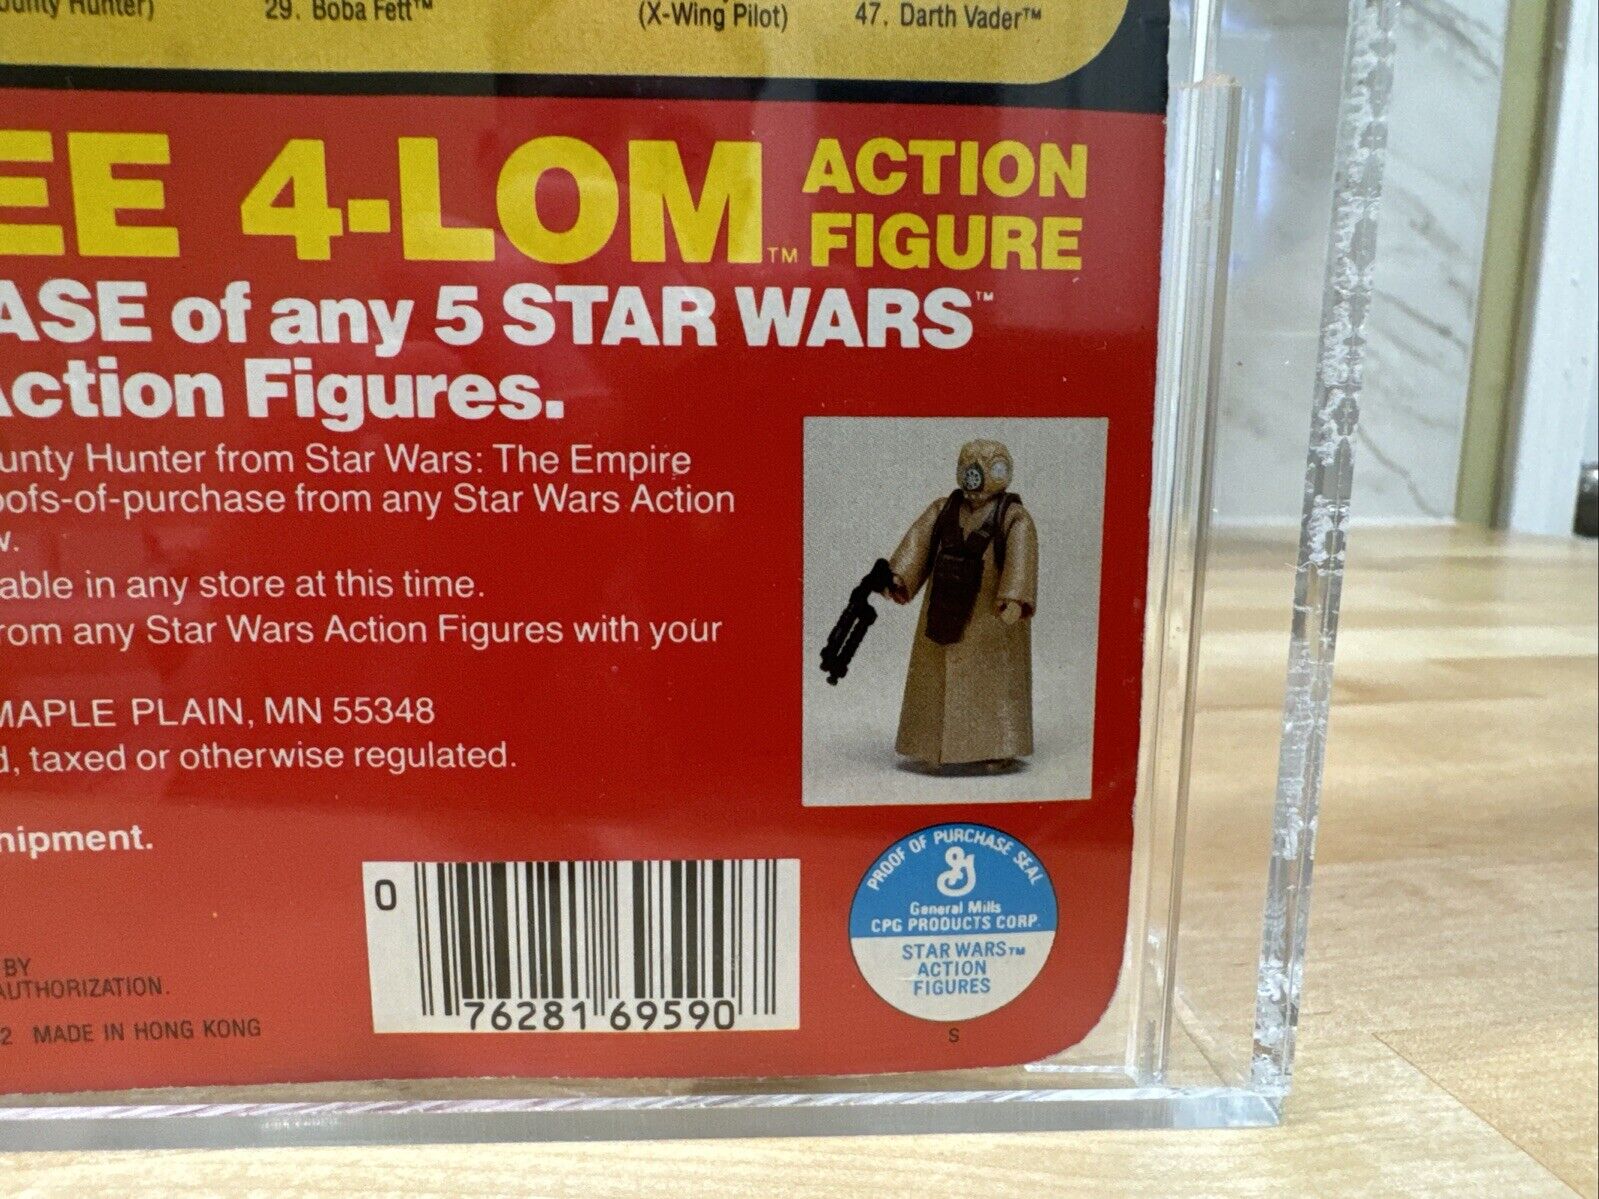 29. Boba Fett™
(X-Wing Pilot)
47. Darth Vader™
EE 4-LOM™ ACTION
FIGURE
ASE of any 5 STAR WARS™
Action Figures.
unty Hunter from Star Wars: The Empire
oofs-of-purchase from any Star Wars Action
w.
able in any store at this time.
rom any Star Wars Action Figures with your
MAPLE PLAIN, MN 55348
d, taxed or otherwise regulated.
hipment.
PROOF OF PURCHASE SEAL
General Mills
CPG PRODUCTS CORP.
STAR WARS™
ACTION
FIGURES
S
0
76281 69590
BY
AUTHORIZATION.
2 MADE IN HONG KONG